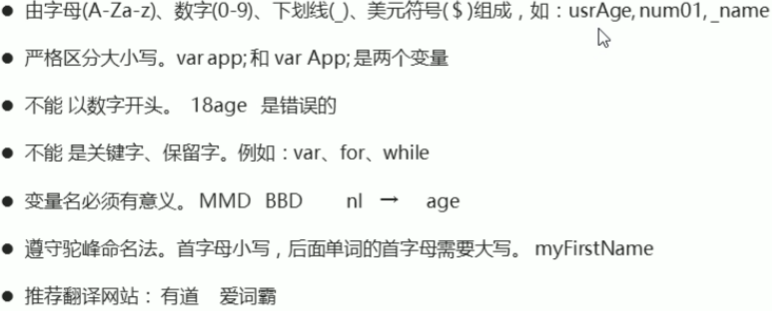 ● 由字母(A-Za-z)、数字(0-9)、下划线(_)、美元符号($)组成，如：usrAge, num01, _name
● 严格区分大小写。var app; 和 var App; 是两个变量
● 不能 以数字开头。 18age 是错误的
● 不能 是关键字、保留字。例如：var、for、while
● 变量名必须有意义。 MMD BBD nl → age
● 遵守驼峰命名法。首字母小写，后面单词的首字母需要大写。 myFirstName
● 推荐翻译网站： 有道 爱词霸